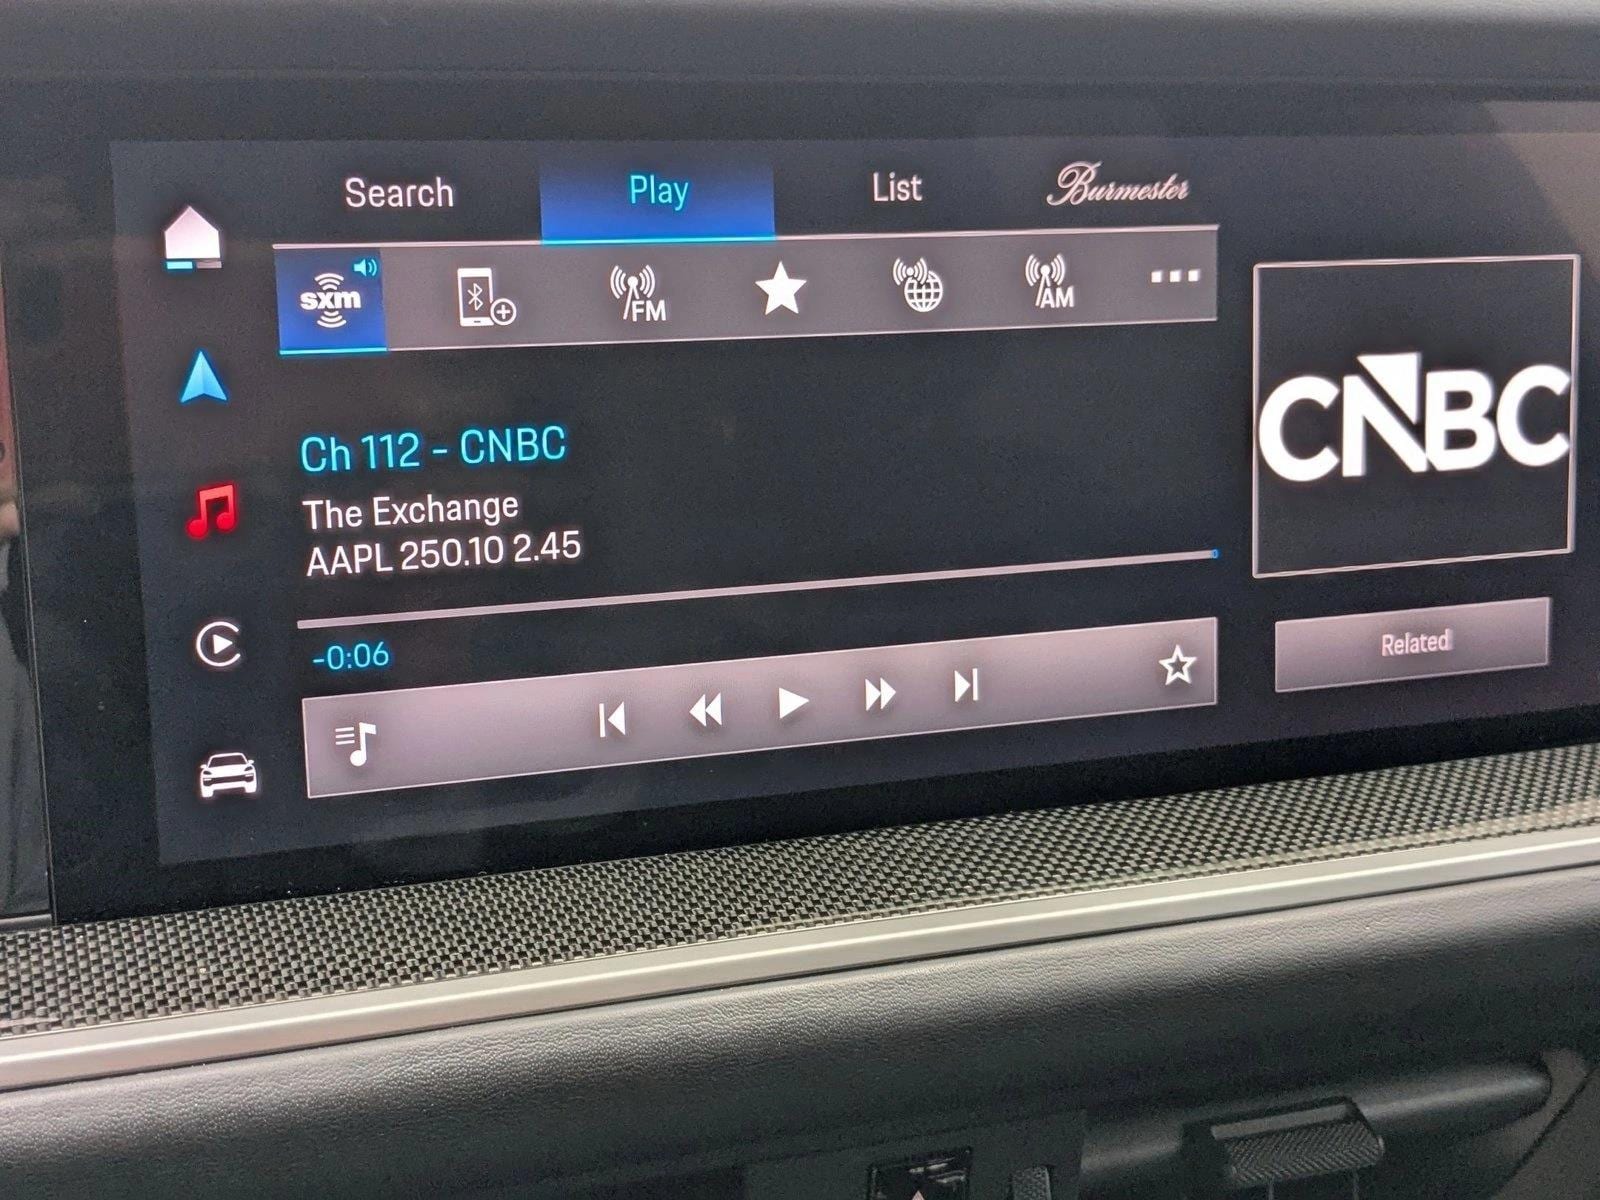 Search
Play
List
Burmester
sxm
FM
AM
Ch 112 - CNBC
The Exchange
AAPL 250.10 2.45
-0:06
CNBC
Related